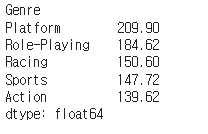 Genre
Platform 209.90
Role-Playing 184.62
Racing 150.60
Sports 147.72
Action 139.62
dtype: float64